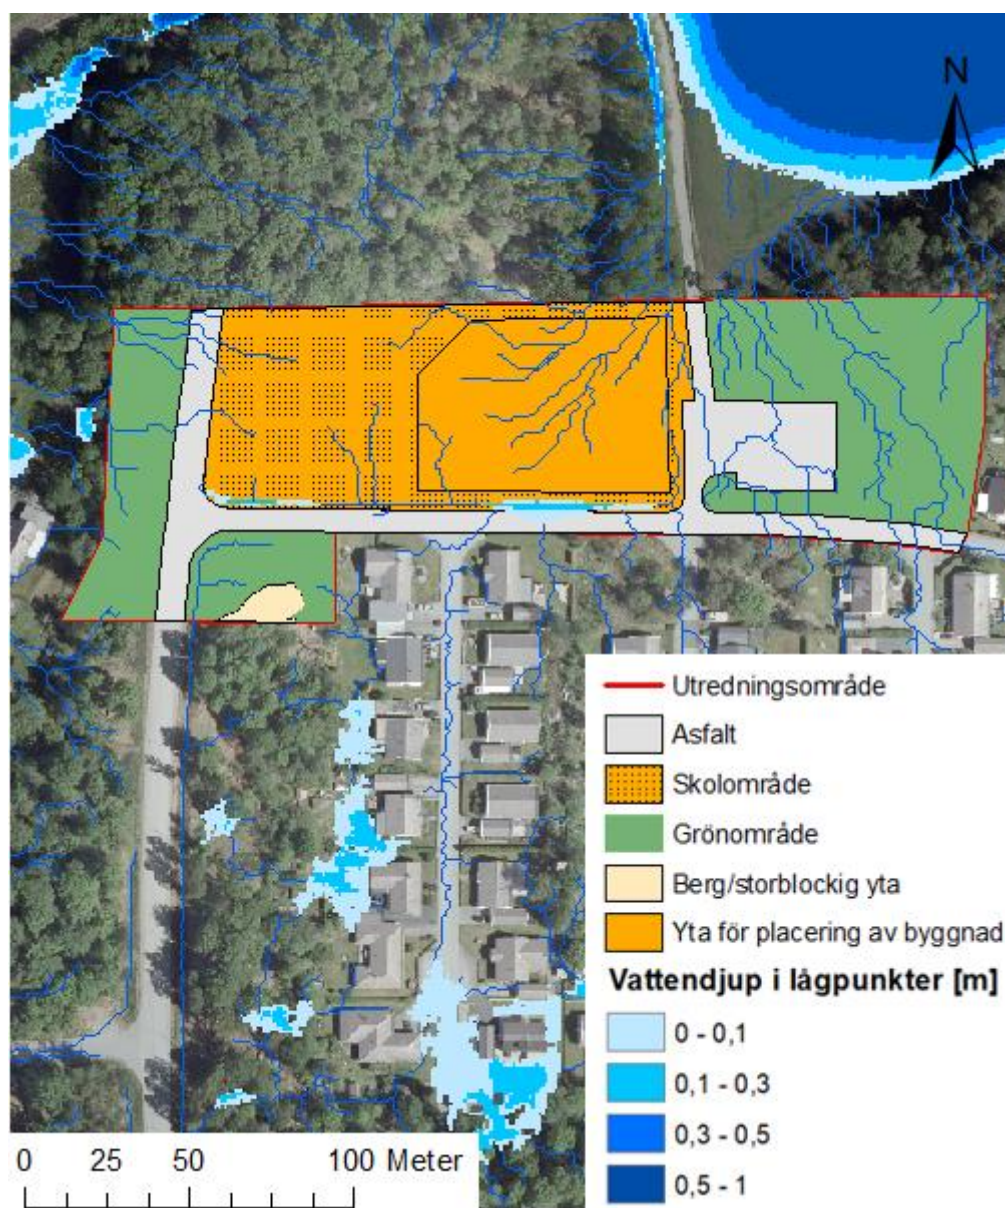 N
Utredningsområde
Asfalt
Skolområde
Grönområde
Berg/storblockig yta
Yta för placering av byggnad
Vattendjup i lågpunkter [m]
0 - 0,1
0,1 - 0,3
0,3 - 0,5
0,5 - 1
0 25 50 100 Meter